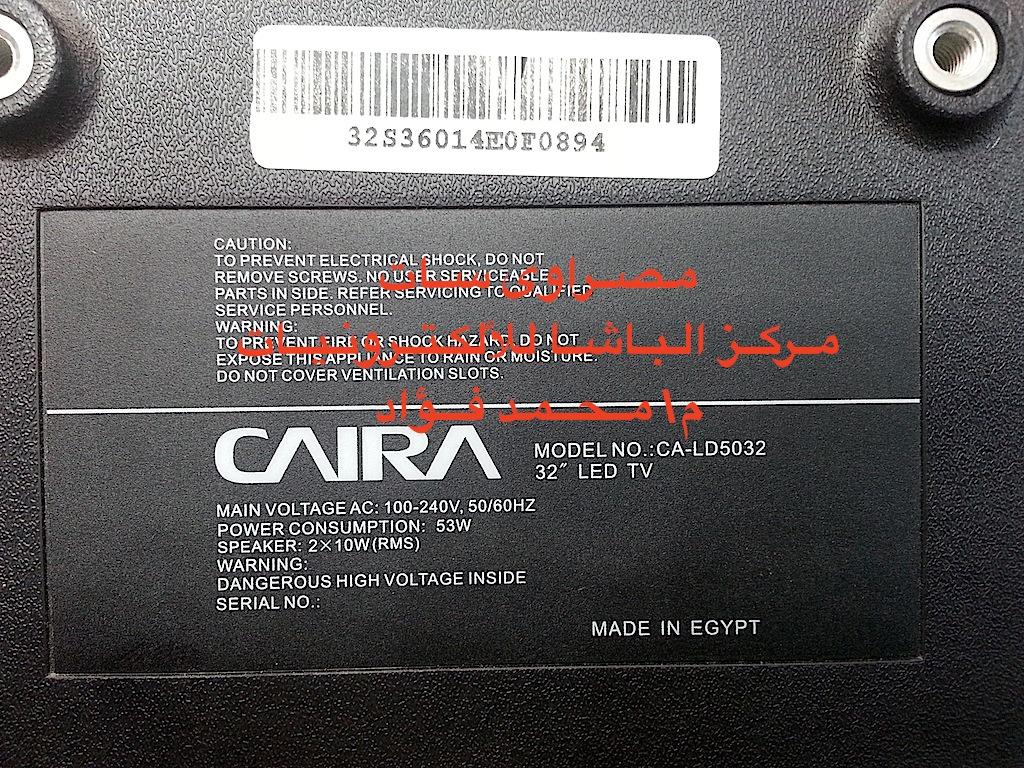 32S36014E0F0894
CAUTION:
TO PREVENT ELECTRICAL SHOCK, DO NOT
REMOVE SCREWS. NO USER SERVICEABLE
PARTS IN SIDE. REFER SERVICING TO QUALIFIED
SERVICE PERSONNEL.
WARNING:
TO PREVENT FIRE OR SHOCK HAZARD, DO NOT
EXPOSE THIS APPLIANCE TO RAIN OR MOISTURE.
DO NOT COVER VENTILATION SLOTS.
مصراوى سات
مركز الباشا للألكترونيات
م\ محمد فؤاد
CAIRA
MODEL NO.:CA-LD5032
32″ LED TV
MAIN VOLTAGE AC: 100-240V, 50/60HZ
POWER CONSUMPTION: 53W
SPEAKER: 2×10W(RMS)
WARNING:
DANGEROUS HIGH VOLTAGE INSIDE
SERIAL NO.:
MADE IN EGYPT